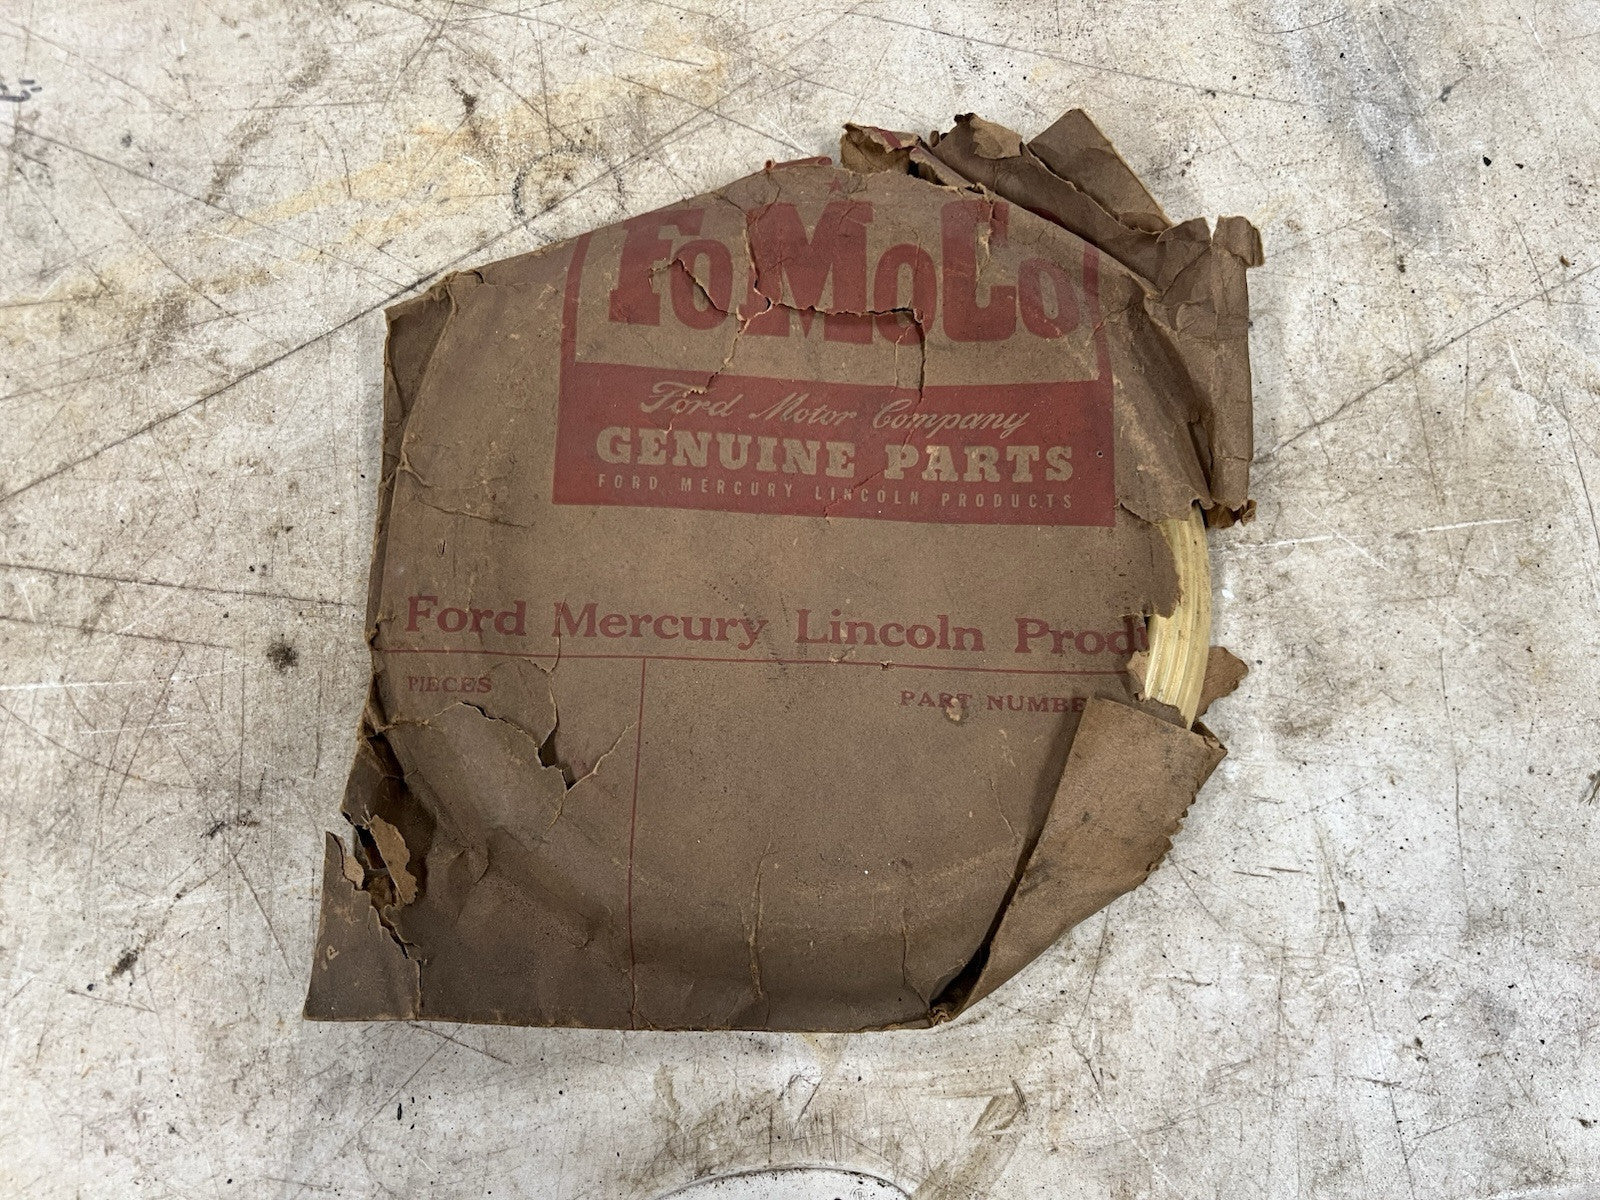 FoMoCo
Ford Motor Company
GENUINE PARTS
FORD MERCURY LINCOLN PRODUCTS
Ford Mercury Lincoln Produ
PIECES
PART NUMBE